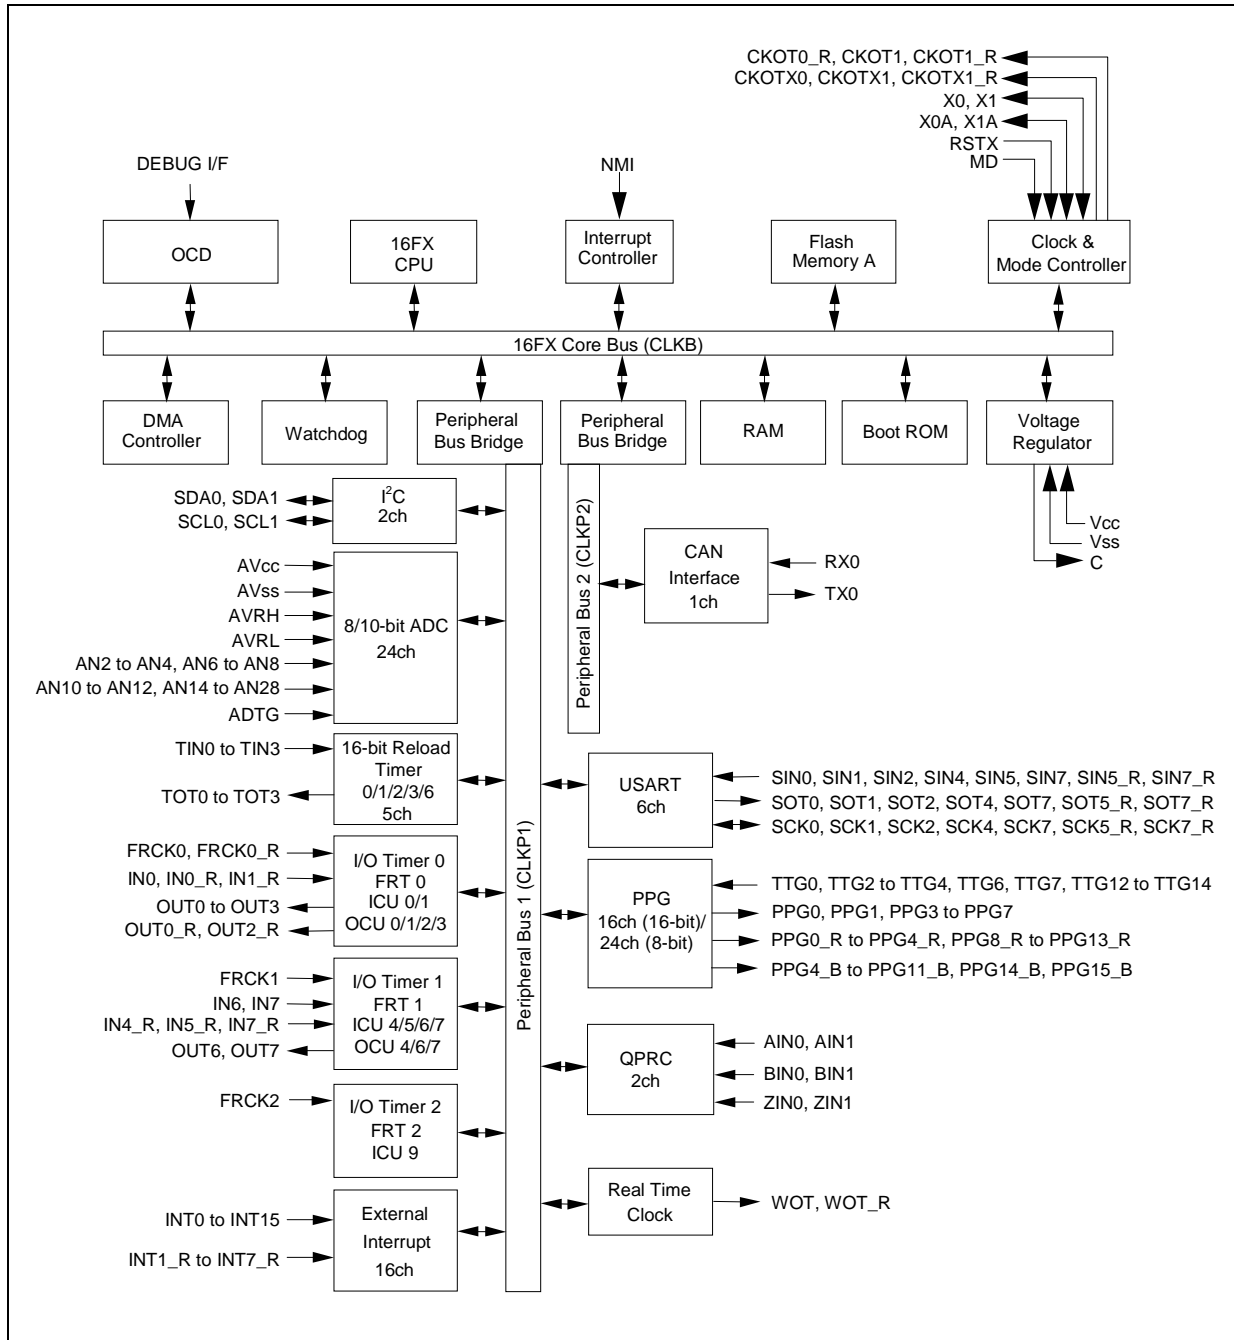 CKOT0_R, CKOT1, CKOT1_R
CKOTX0, CKOTX1, CKOTX1_R
X0, X1
X0A, X1A
RSTX
MD
DEBUG I/F
NMI
OCD
16FX
CPU
Interrupt
Controller
Flash
Memory A
Clock &
Mode Controller
16FX Core Bus (CLKB)
DMA
Controller
Watchdog
Peripheral
Bus Bridge
Peripheral
Bus Bridge
RAM
Boot ROM
Voltage
Regulator
Vcc
Vss
C
SDA0, SDA1
SCL0, SCL1
I²C
2ch
Peripheral Bus 2 (CLKP2)
CAN
Interface
1ch
RX0
TX0
AVcc
AVss
AVRH
AVRL
AN2 to AN4, AN6 to AN8
AN10 to AN12, AN14 to AN28
ADTG
8/10-bit ADC
24ch
TIN0 to TIN3
TOT0 to TOT3
16-bit Reload
Timer
0/1/2/3/6
5ch
Peripheral Bus 1 (CLKP1)
USART
6ch
SIN0, SIN1, SIN2, SIN4, SIN5, SIN7, SIN5_R, SIN7_R
SOT0, SOT1, SOT2, SOT4, SOT7, SOT5_R, SOT7_R
SCK0, SCK1, SCK2, SCK4, SCK7, SCK5_R, SCK7_R
FRCK0, FRCK0_R
IN0, IN0_R, IN1_R
OUT0 to OUT3
OUT0_R, OUT2_R
I/O Timer 0
FRT 0
ICU 0/1
OCU 0/1/2/3
PPG
16ch (16-bit)/
24ch (8-bit)
TTG0, TTG2 to TTG4, TTG6, TTG7, TTG12 to TTG14
PPG0, PPG1, PPG3 to PPG7
PPG0_R to PPG4_R, PPG8_R to PPG13_R
PPG4_B to PPG11_B, PPG14_B, PPG15_B
FRCK1
IN6, IN7
IN4_R, IN5_R, IN7_R
OUT6, OUT7
I/O Timer 1
FRT 1
ICU 4/5/6/7
OCU 4/6/7
QPRC
2ch
AIN0, AIN1
BIN0, BIN1
ZIN0, ZIN1
FRCK2
I/O Timer 2
FRT 2
ICU 9
Real Time
Clock
WOT, WOT_R
INT0 to INT15
INT1_R to INT7_R
External
Interrupt
16ch